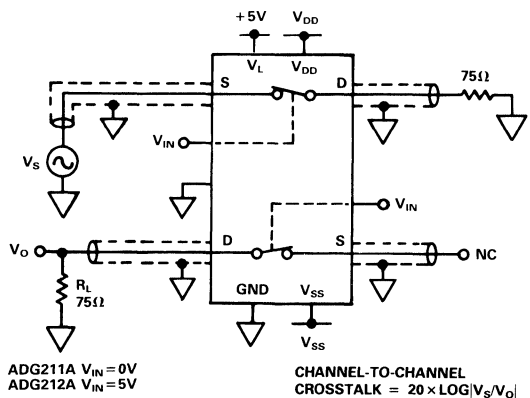 +5V V_DD
V_L V_DD
S D
75Ω
V_IN
V_S
V_IN
V_O
D S
NC
R_L
75Ω
GND V_SS
V_SS
ADG211A V_IN = 0V
ADG212A V_IN = 5V
CHANNEL-TO-CHANNEL
CROSSTALK = 20 × LOG|V_S/V_O|